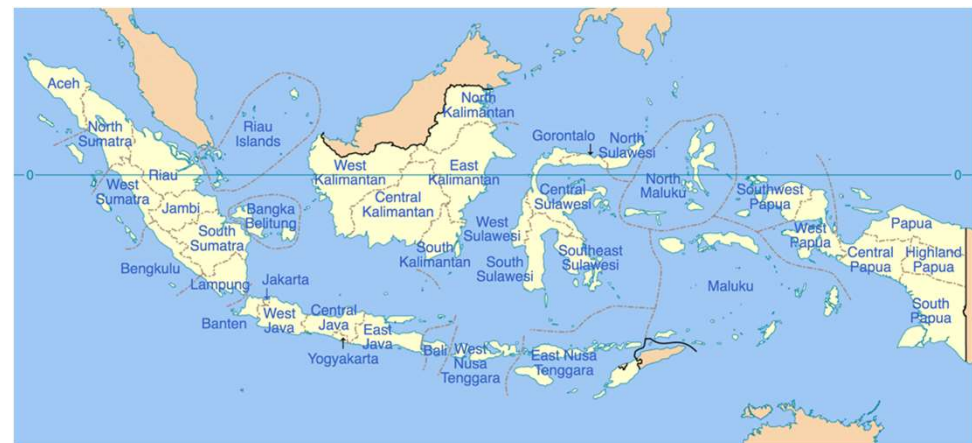 Aceh
North
Sumatra
Riau
Islands
North
Kalimantan
Gorontalo
North
Sulawesi
0
0
West
Sumatra
Riau
West
Kalimantan
East
Kalimantan
Central
Sulawesi
North
Maluku
Southwest
Papua
Jambi
Bangka
Belitung
Central
Kalimantan
West
Sulawesi
West
Papua
Papua
South
Sumatra
South
Kalimantan
South
Sulawesi
Southeast
Sulawesi
Central
Papua
Highland
Papua
Bengkulu
Lampung
Jakarta
Maluku
South
Papua
Banten
West
Java
Central
Java
East
Java
Yogyakarta
Bali
West
Nusa
Tenggara
East Nusa
Tenggara